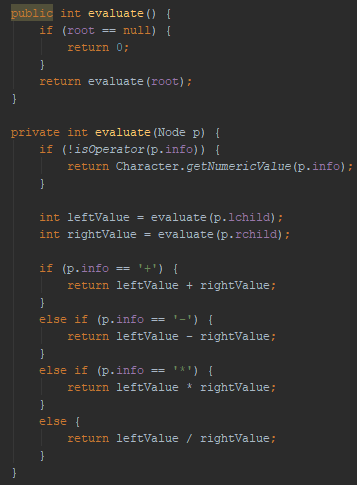 public int evaluate() {
    if (root == null) {
        return 0;
    }
    return evaluate(root);
}

private int evaluate(Node p) {
    if (!isOperator(p.info)) {
        return Character.getNumericValue(p.info);
    }

    int leftValue = evaluate(p.lchild);
    int rightValue = evaluate(p.rchild);

    if (p.info == '+') {
        return leftValue + rightValue;
    }
    else if (p.info == '-') {
        return leftValue - rightValue;
    }
    else if (p.info == '*') {
        return leftValue * rightValue;
    }
    else {
        return leftValue / rightValue;
    }
}